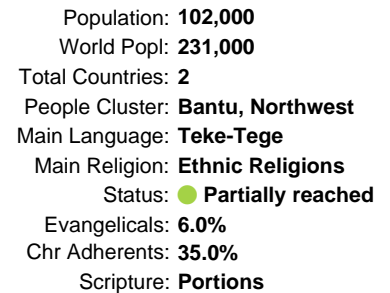 Population: 102,000
World Popl: 231,000
Total Countries: 2
People Cluster: Bantu, Northwest
Main Language: Teke-Tege
Main Religion: Ethnic Religions
Status: Partially reached
Evangelicals: 6.0%
Chr Adherents: 35.0%
Scripture: Portions